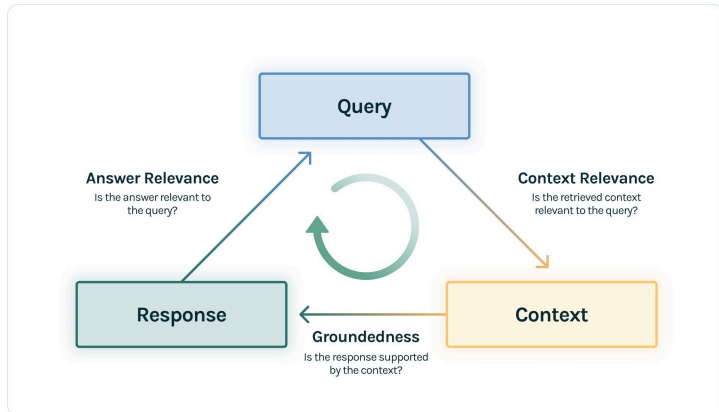 Query
Answer Relevance
Is the answer relevant to
the query?
Context Relevance
Is the retrieved context
relevant to the query?
Response
Context
Groundedness
Is the response supported
by the context?